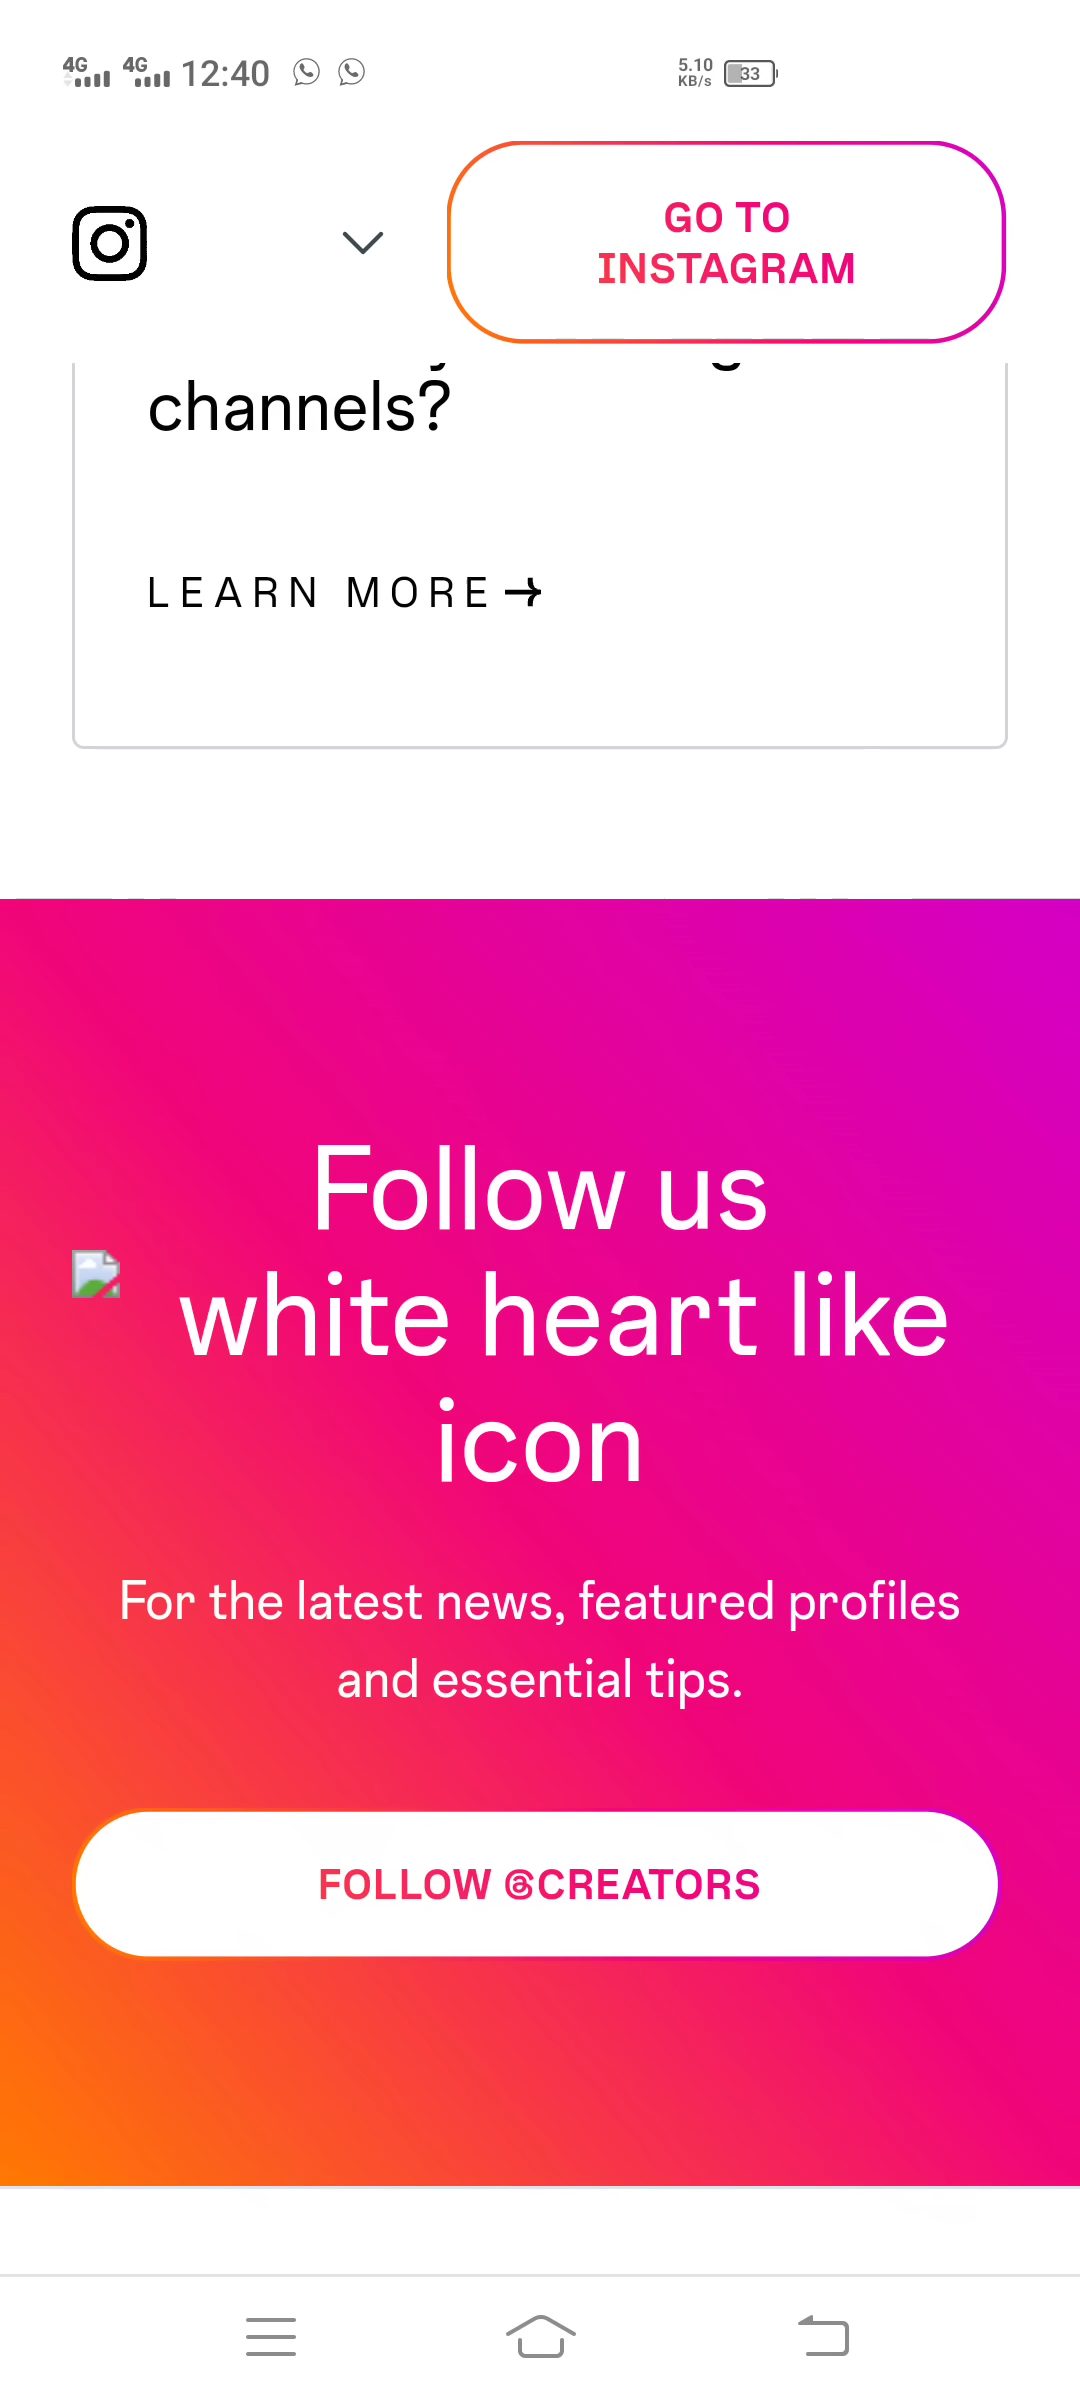 4G 4G 12:40 5.10 KB/s 33
GO TO
INSTAGRAM
channels?
LEARN MORE
Follow us
white heart like
icon
For the latest news, featured profiles
and essential tips.
FOLLOW @CREATORS